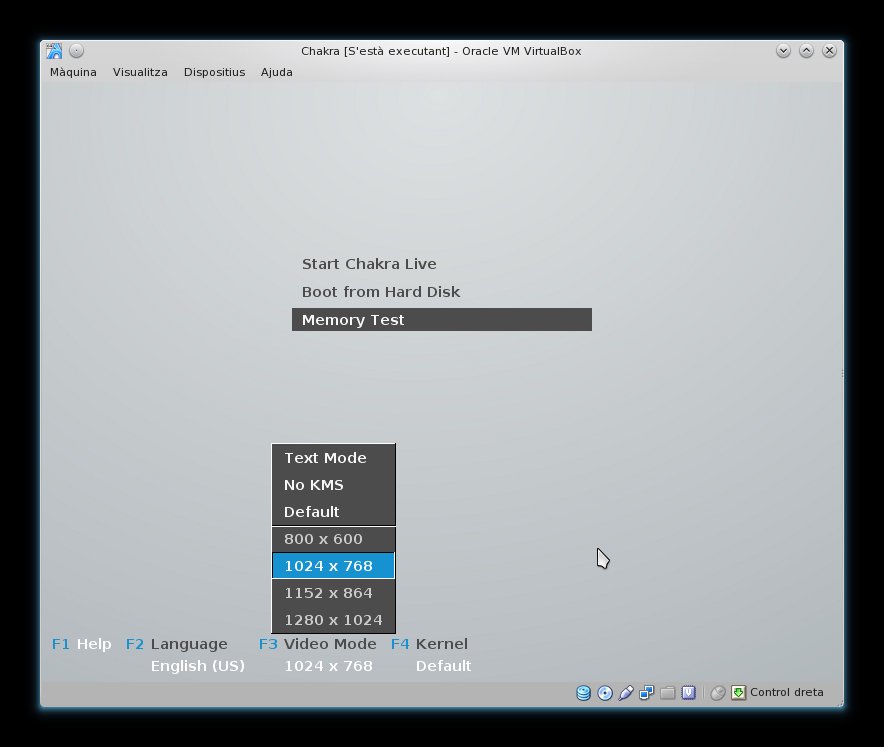 Chakra [S'està executant] - Oracle VM VirtualBox
Màquina Visualitza Dispositius Ajuda
Start Chakra Live
Boot from Hard Disk
Memory Test
Text Mode
No KMS
Default
800 x 600
1024 x 768
1152 x 864
1280 x 1024
F1 Help F2 Language F3 Video Mode F4 Kernel
English (US) 1024 x 768 Default
Control dreta